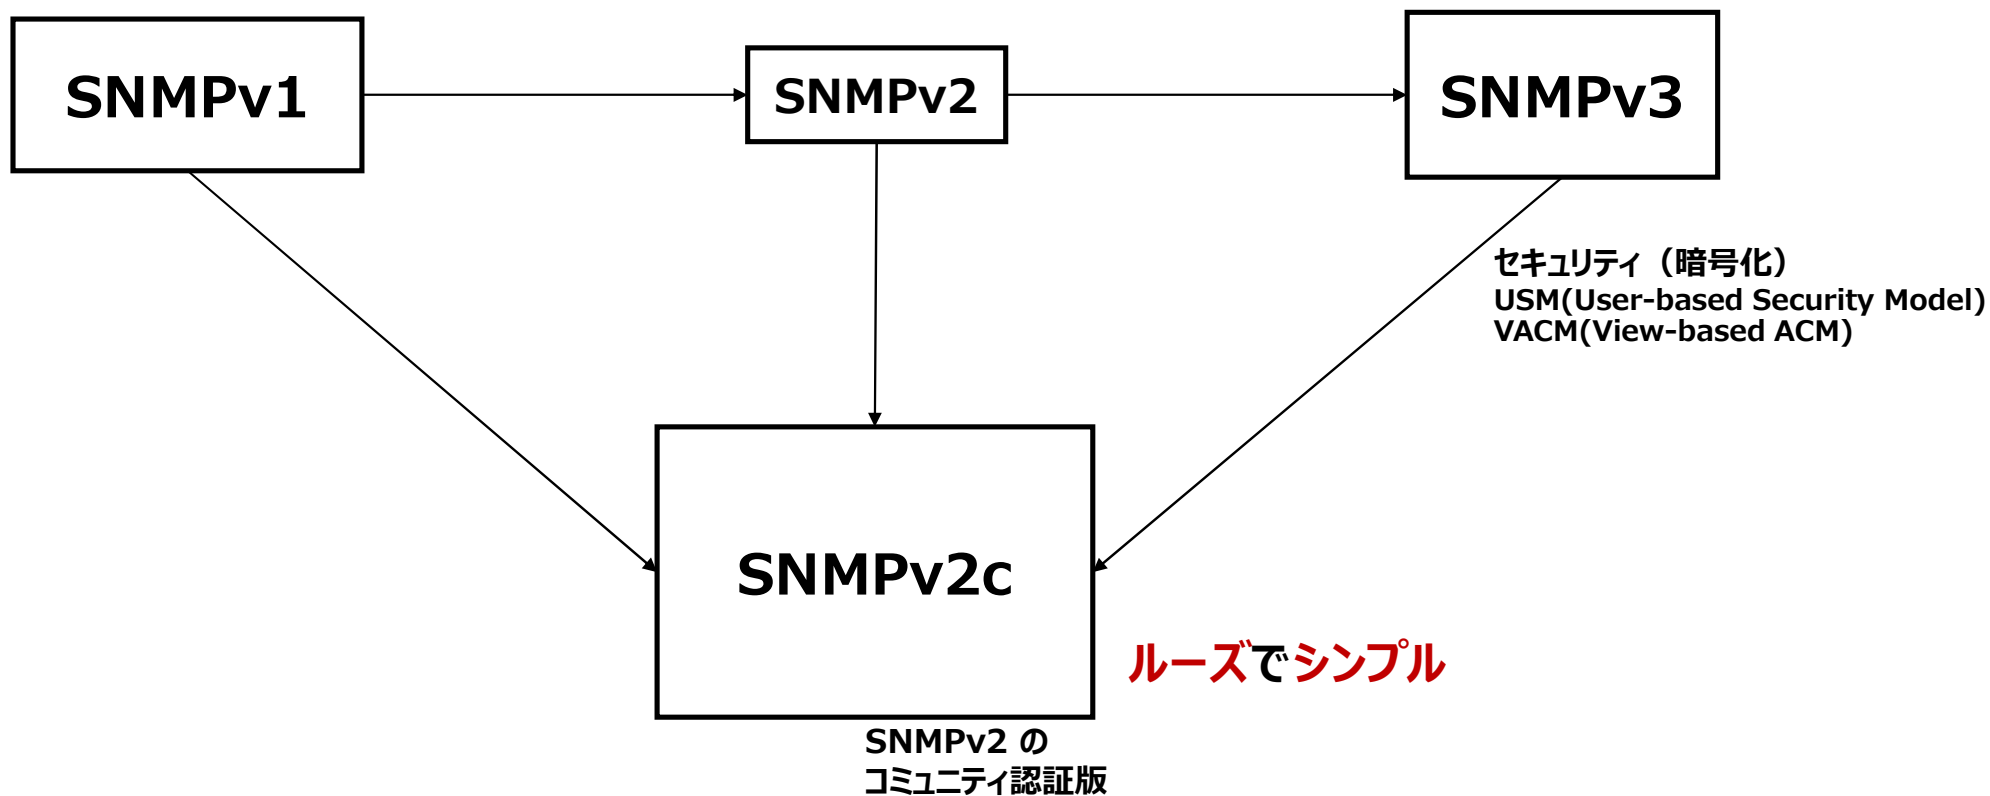 SNMPv1
SNMPv2
SNMPv3
セキュリティ（暗号化）
USM(User-based Security Model)
VACM(View-based ACM)
SNMPv2c
ルーズでシンプル
SNMPv2 の
コミュニティ認証版